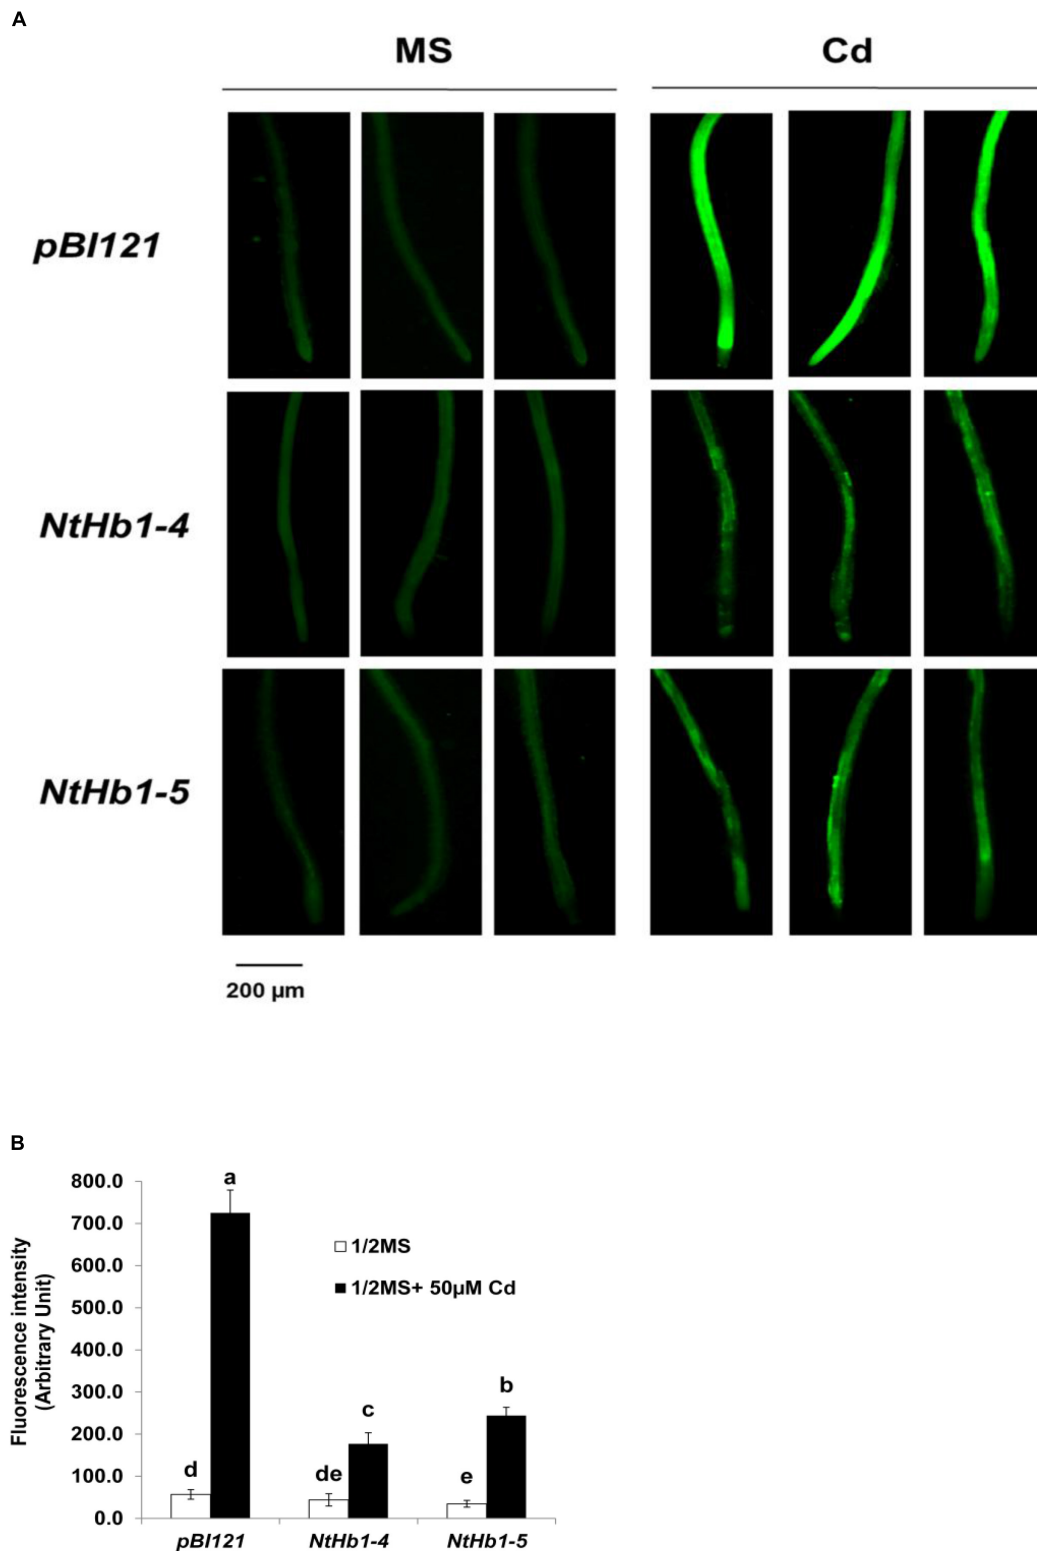 A
MS Cd
pBI121
NtHb1-4
NtHb1-5
200 µm
B
Fluorescence intensity
(Arbitrary Unit)
800.0
700.0
600.0
500.0
400.0
300.0
200.0
100.0
0.0
a
1/2MS
1/2MS+ 50µM Cd
d
de
c
e
b
pBI121 NtHb1-4 NtHb1-5